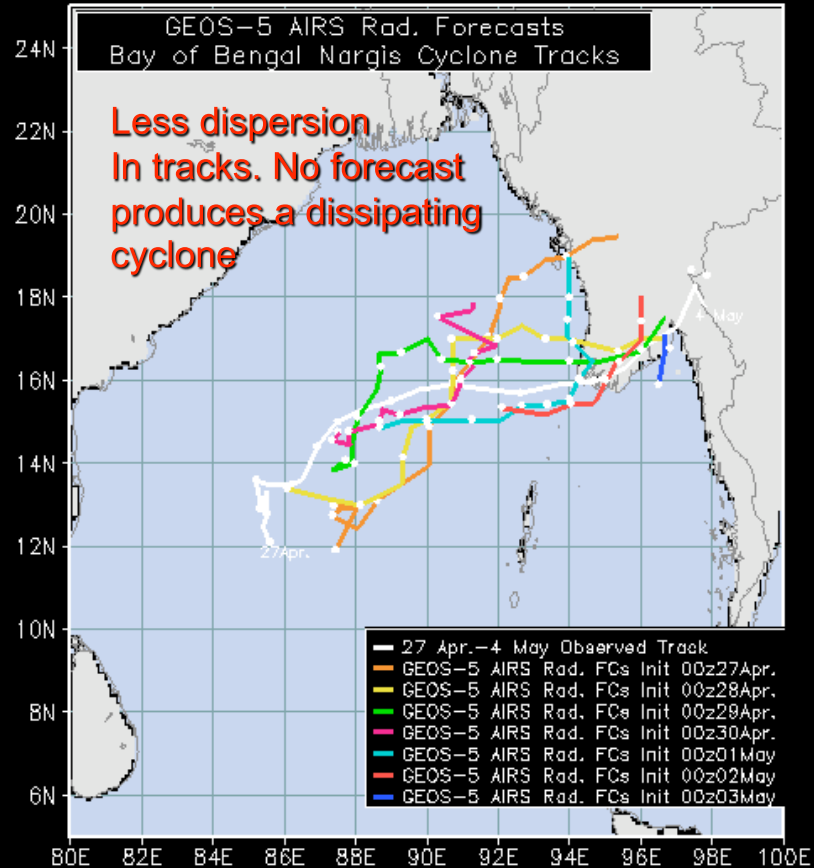 GEOS-5 AIRS Rad. Forecasts
Bay of Bengal Nargis Cyclone Tracks
24N
Less dispersion
22N
In tracks. No forecast
20N
produces a dissipating
cyclone
18N
4 May
16N
14N
27Apr.
12N
10N
27 Apr.-4 May Observed Track
GEOS-5 AIRS Rad. FCs Init 00z27Apr.
GEOS-5 AIRS Rad. FCs Init 00z28Apr.
8N
GEOS-5 AIRS Rad. FCs Init 00z29Apr.
GEOS-5 AIRS Rad. FCs Init 00z30Apr.
GEOS-5 AIRS Rad. FCs Init 00z01May
6N
GEOS-5 AIRS Rad. FCs Init 00z02May
GEOS-5 AIRS Rad. FCs Init 00z03May
80E 82E 84E 86E 88E 90E 92E 94E 96E 98E 100E